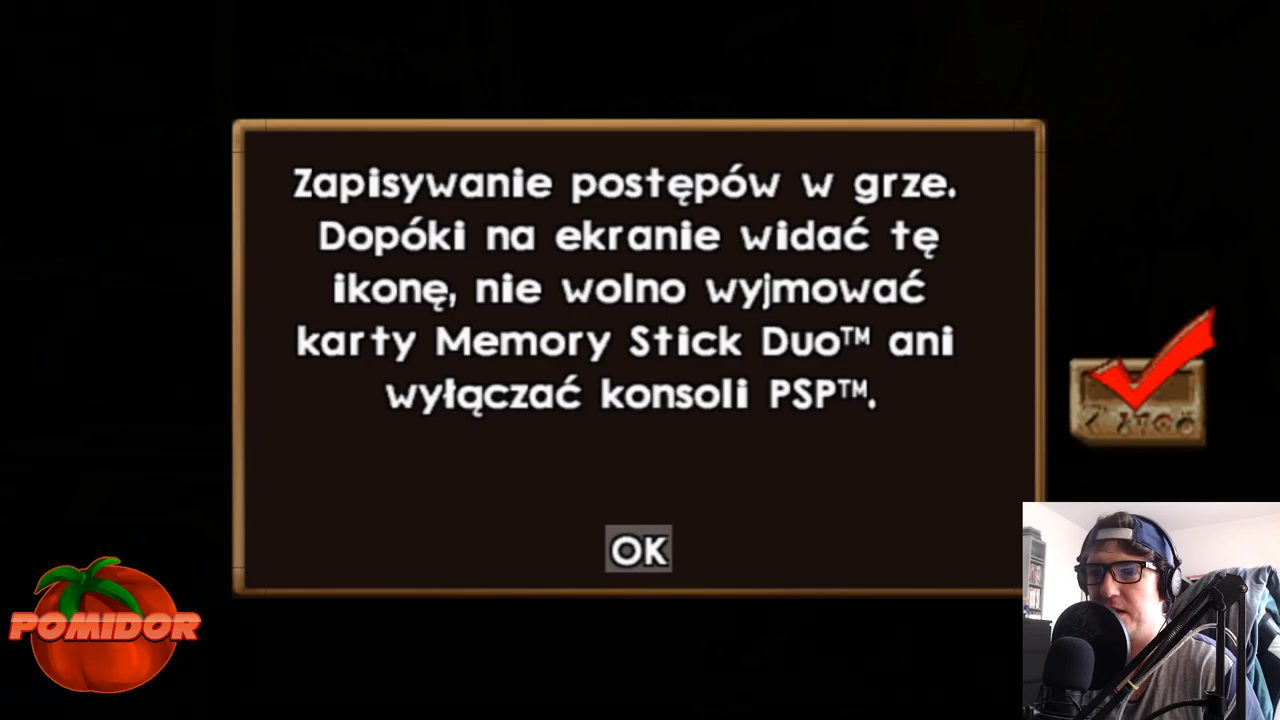 Zapisywanie postępów w grze.
Dopóki na ekranie widać tę
ikonę, nie wolno wyjmować
karty Memory Stick Duo™ ani
wyłączać konsoli PSP™.
OK
POMIDOR